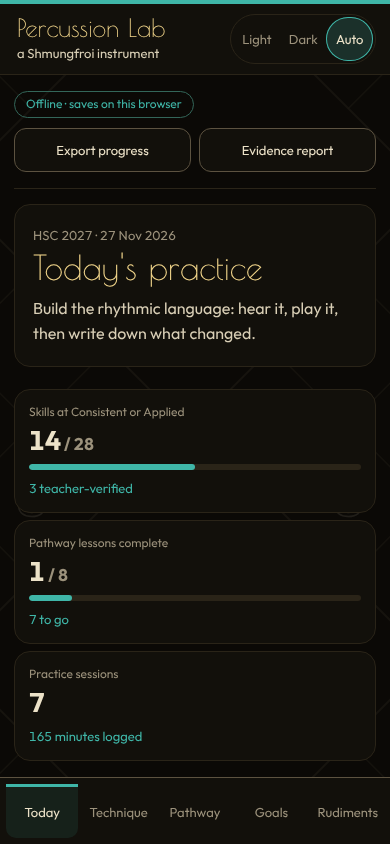 Percussion Lab
a Shmungfroi instrument
Light Dark Auto
Offline · saves on this browser
Export progress
Evidence report
HSC 2027 · 27 Nov 2026
Today's practice
Build the rhythmic language: hear it, play it,
then write down what changed.
Skills at Consistent or Applied
14 / 28
3 teacher-verified
Pathway lessons complete
1 / 8
7 to go
Practice sessions
7
165 minutes logged
Today Technique Pathway Goals Rudiments